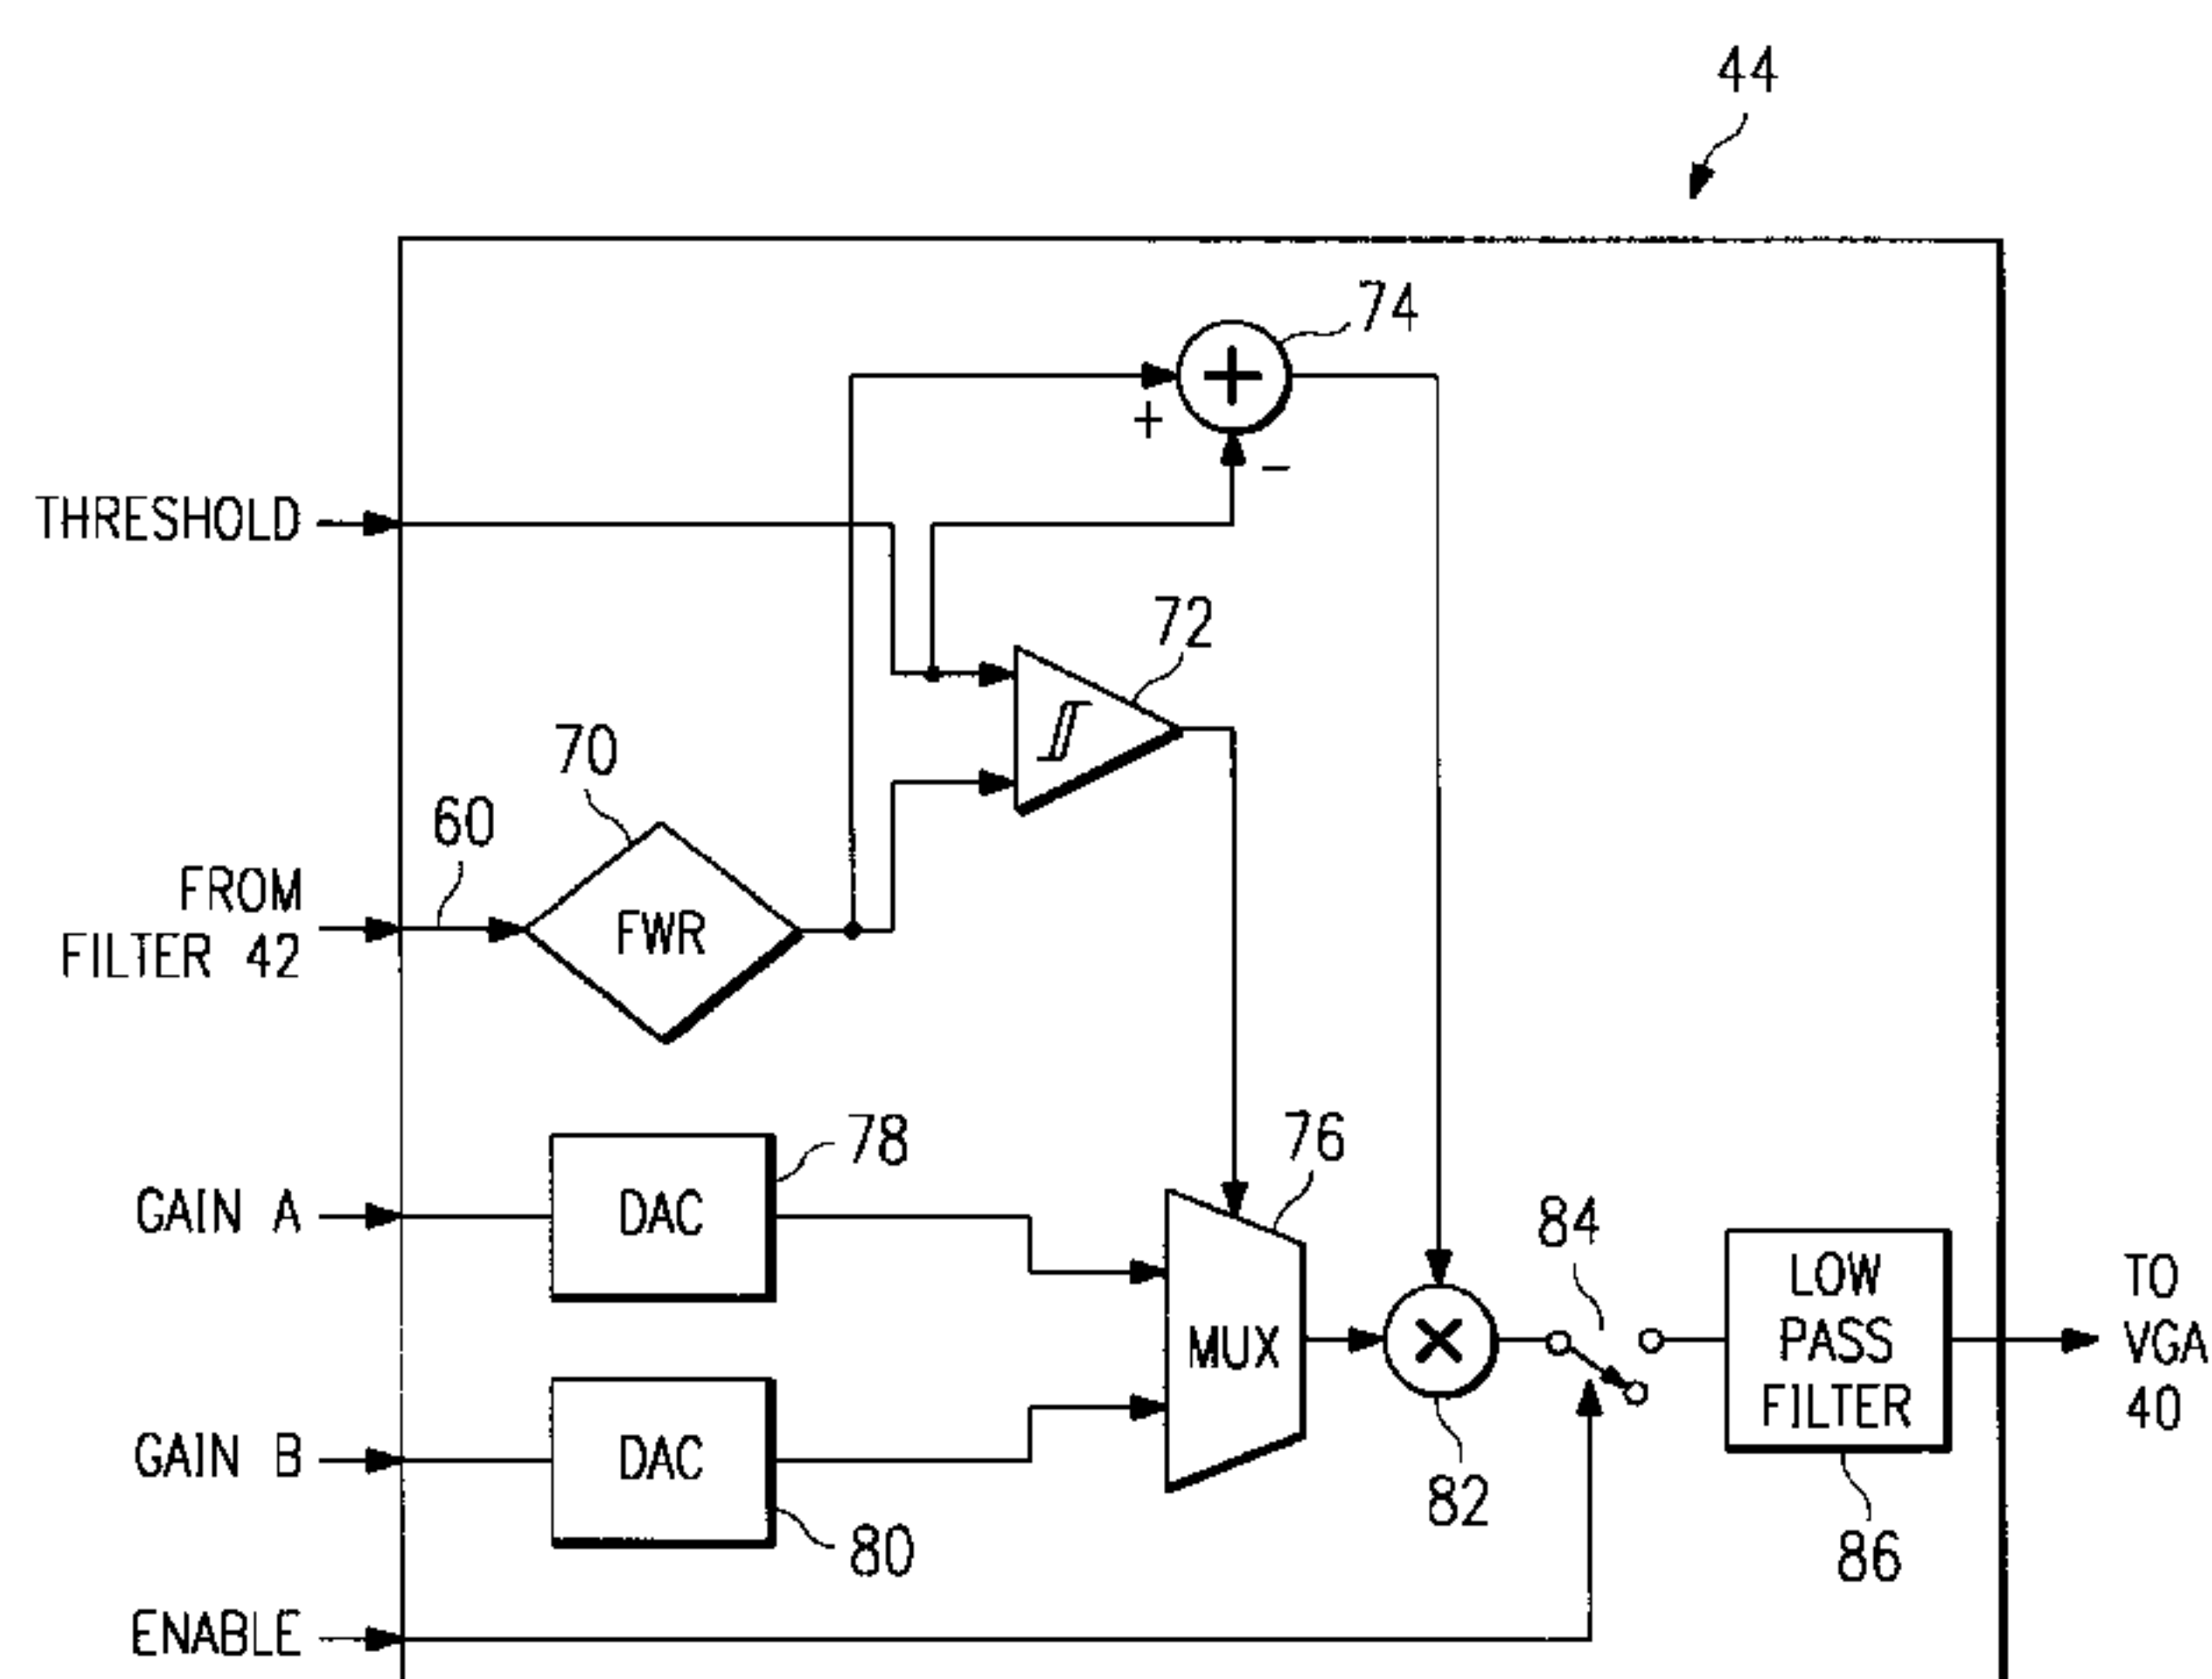 44
74
+
-
THRESHOLD
72
70
60
FROM
FILTER 42
FWR
78
76
GAIN A
DAC
84
LOW
PASS
FILTER
TO
VGA
40
MUX
GAIN B
DAC
82
80
86
ENABLE